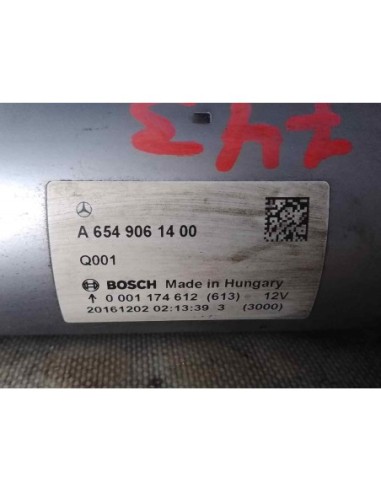 743
A 654 906 14 00
Q001
BOSCH Made in Hungary
↑ 0 001 174 612 (613) 12V
20161202 02:13:39 3 (3000)